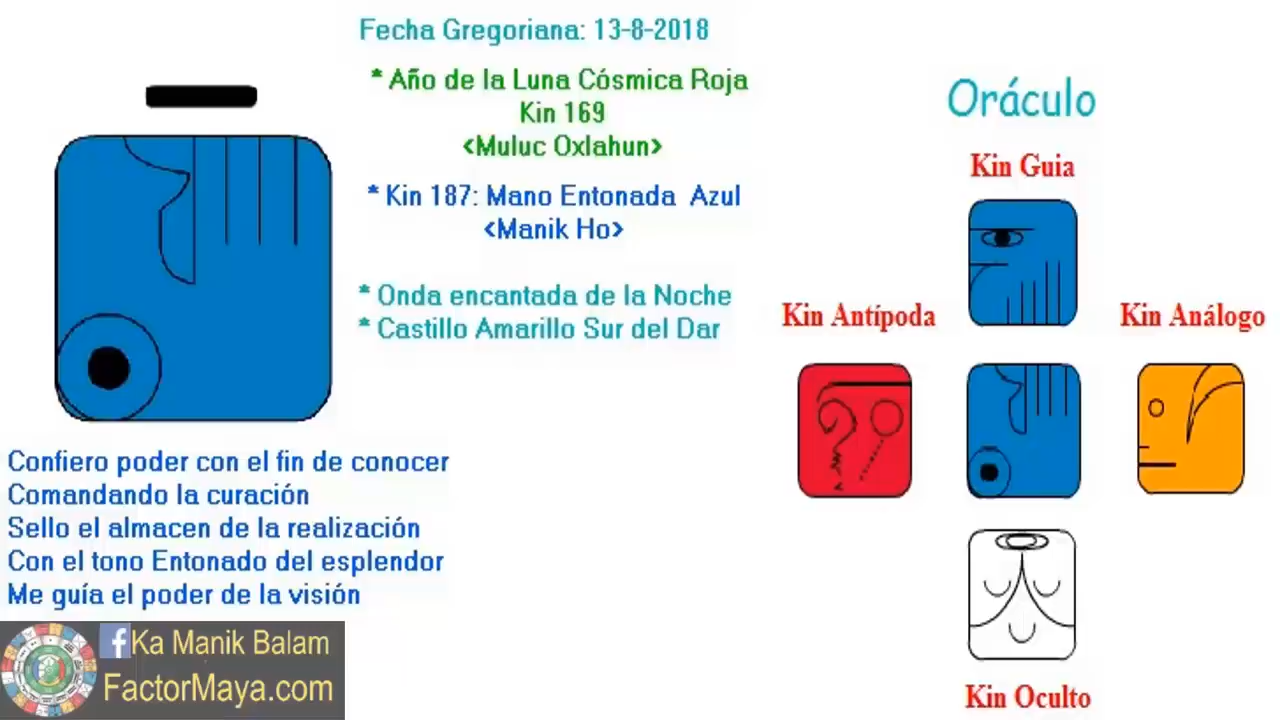 Fecha Gregoriana: 13-8-2018
* Año de la Luna Cósmica Roja
Kin 169
<Muluc Oxlahun>
* Kin 187: Mano Entonada Azul
<Manik Ho>
* Onda encantada de la Noche
* Castillo Amarillo Sur del Dar
Confiero poder con el fin de conocer
Comandando la curación
Sello el almacen de la realización
Con el tono Entonado del esplendor
Me guía el poder de la visión
Ka Manik Balam
FactorMaya.com
Oráculo
Kin Guia
Kin Antípoda
Kin Análogo
Kin Oculto